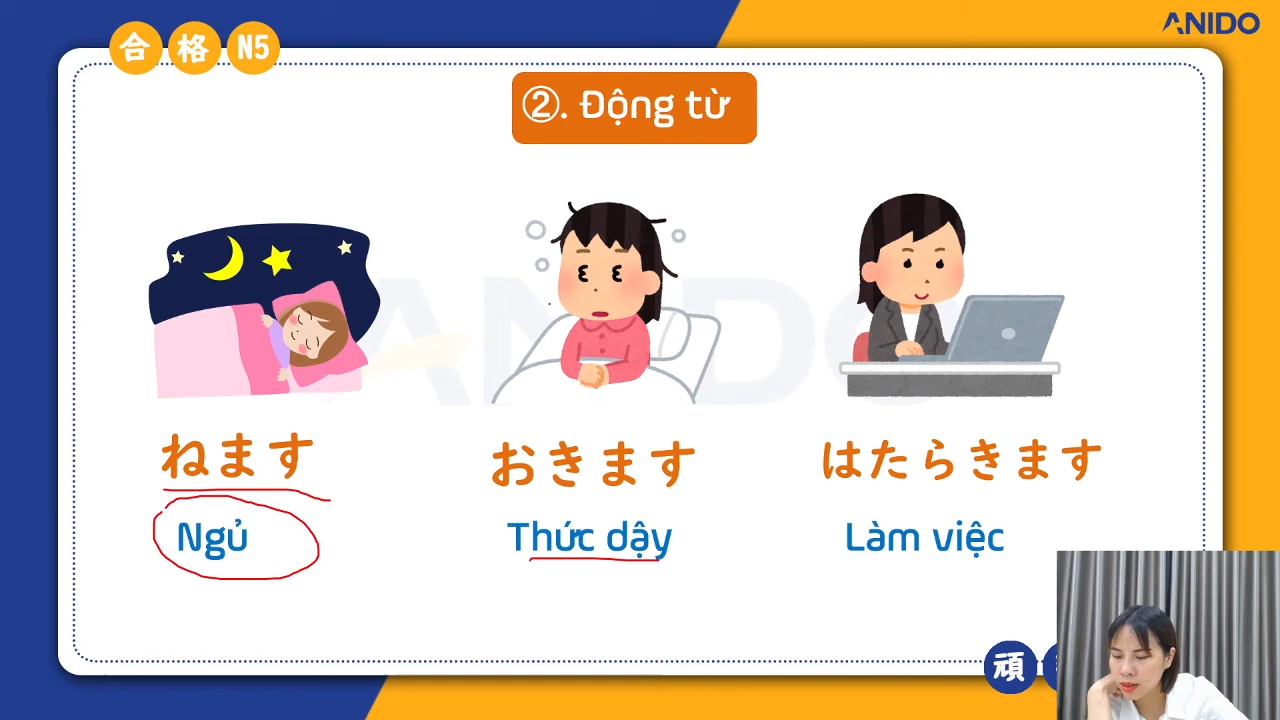 合格 N5
ANIDO
②. Động từ
ANIDO
ねます
おきます
はたらきます
Ngủ
Thức dậy
Làm việc
頑